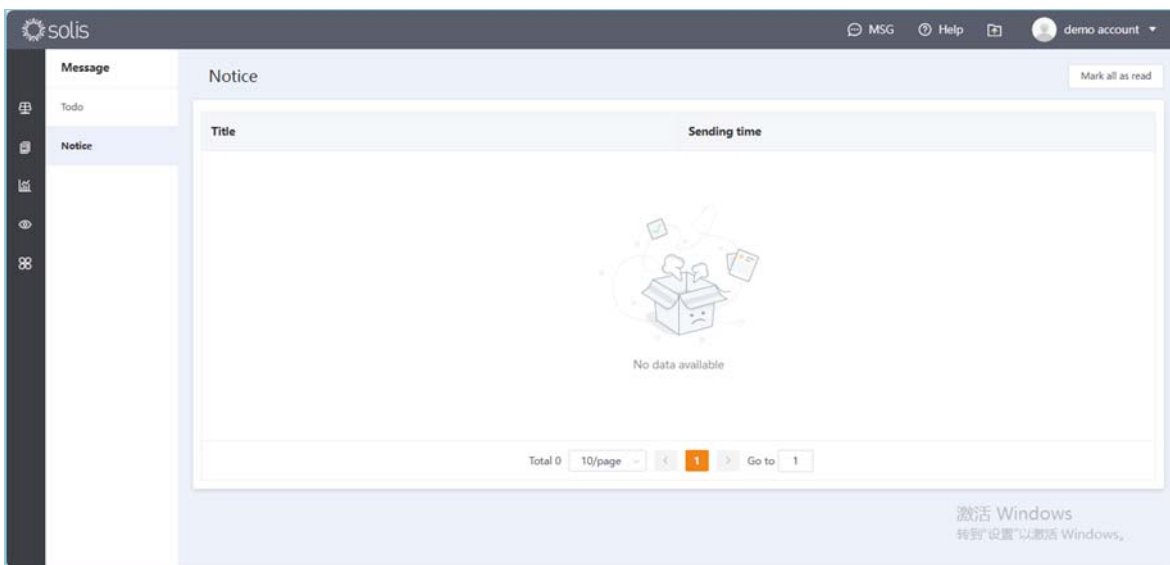 solis
MSG Help demo account
Message
Todo
Notice
Notice
Mark all as read
Title Sending time
No data available
Total 0 10/page 1 Go to 1
激活 Windows
转到"设置"以激活 Windows。